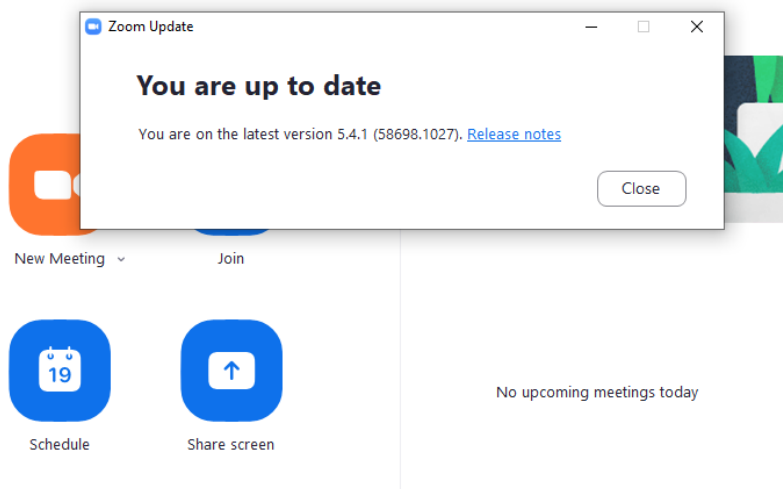 Zoom Update
You are up to date
You are on the latest version 5.4.1 (58698.1027). Release notes
Close
New Meeting
Join
19
Schedule
Share screen
No upcoming meetings today